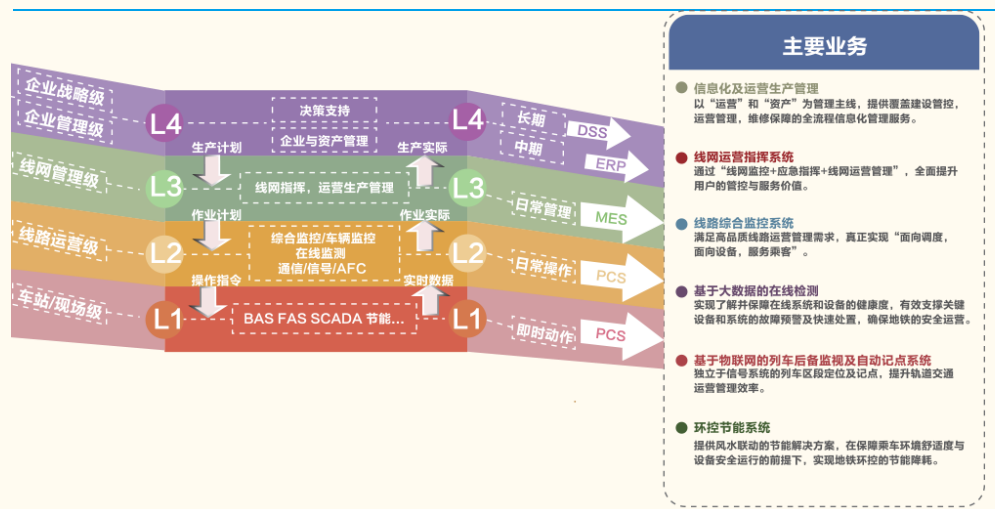 企业战略级
企业管理级
线网管理级
线路运营级
车站/现场级
L4
决策支持
企业与资产管理
L4
长期
中期
DSS
ERP
生产计划
生产实际
L3
线网指挥，运营生产管理
L3
日常管理
MES
作业计划
作业实际
L2
综合监控/车辆监控
在线监测
通信/信号/AFC
L2
日常操作
PCS
操作指令
实时数据
L1
BAS FAS SCADA 节能...
L1
即时动作
PCS
主要业务
信息化及运营生产管理
以“运营”和“资产”为管理主线，提供覆盖建设管控，
运营管理，维修保障的全流程信息化管理服务。
线网运营指挥系统
通过“线网监控+应急指挥+线网运营管理”，全面提升
用户的管控与服务价值。
线路综合监控系统
满足高品质线路运营管理需求，真正实现“面向调度，
面向设备，服务乘客”。
基于大数据的在线检测
实现了解并保障在线系统和设备的健康度，有效支撑关键
设备和系统的故障预警及快速处置，确保地铁的安全运营。
基于物联网的列车后备监视及自动记点系统
独立于信号系统的列车区段定位及记点，提升轨道交通
运营管理效率。
环控节能系统
提供风水联动的节能解决方案，在保障乘车环境舒适度与
设备安全运行的前提下，实现地铁环控的节能降耗。